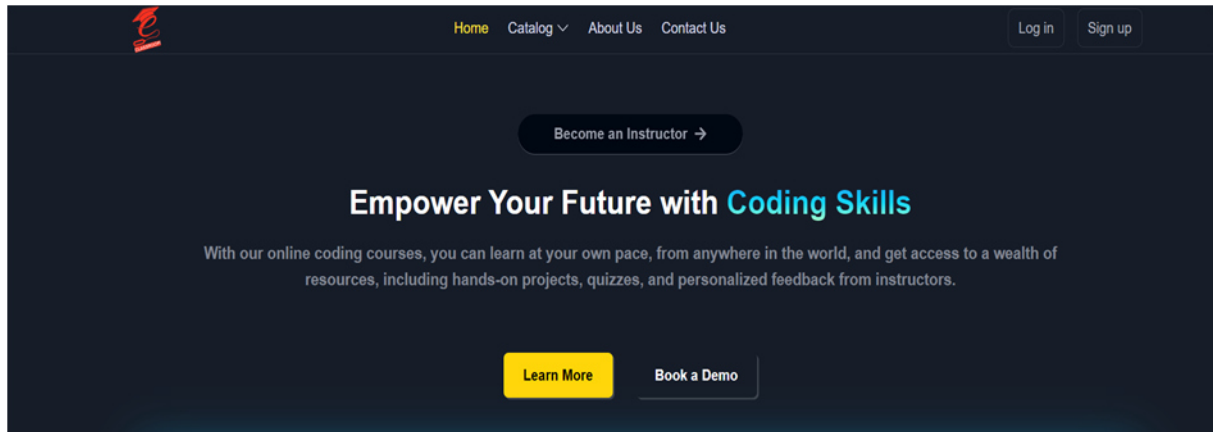 Home Catalog About Us Contact Us Log in Sign up
Become an Instructor →
Empower Your Future with Coding Skills
With our online coding courses, you can learn at your own pace, from anywhere in the world, and get access to a wealth of
resources, including hands-on projects, quizzes, and personalized feedback from instructors.
Learn More Book a Demo